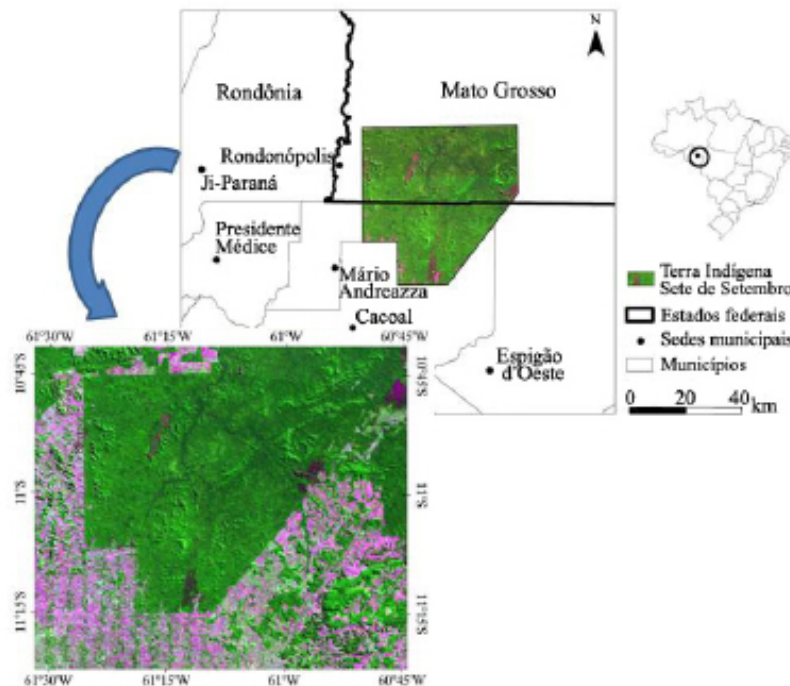 N
Rondônia
Mato Grosso
Rondonópolis
Ji-Paraná
Presidente
Médice
Mário
Andreazza
Cacoal
Espigão
d'Oeste
Terra Indígena
Sete de Setembro
Estados federais
Sedes municipais
Municípios
0 20 40
km
61°30'W 61°15'W 61°W 60°45'W
10°45'S 10°45'S
11°S 11°S
11°15'S 11°15'S
61°30'W 61°15'W 61°W 60°45'W